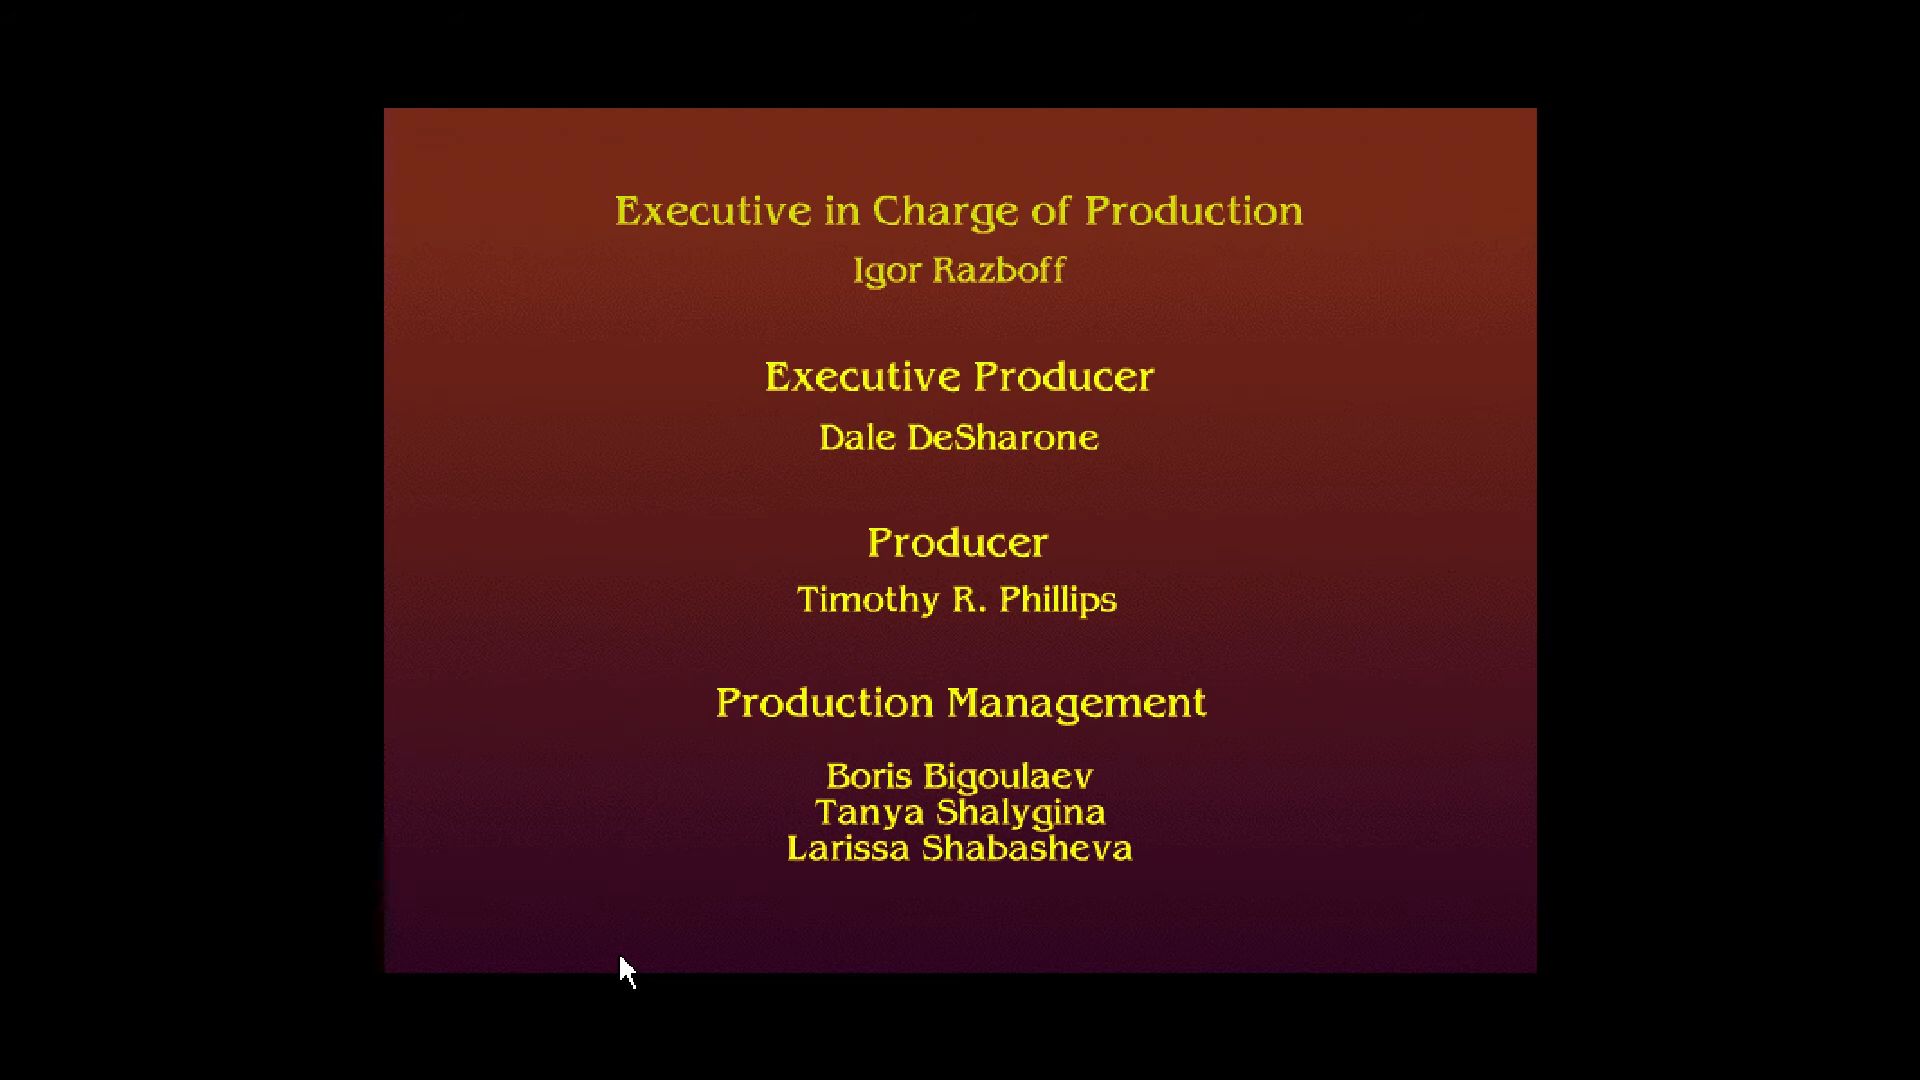 Executive in Charge of Production
Igor Razboff
Executive Producer
Dale DeSharone
Producer
Timothy R. Phillips
Production Management
Boris Bigoulaev
Tanya Shalygina
Larissa Shabasheva